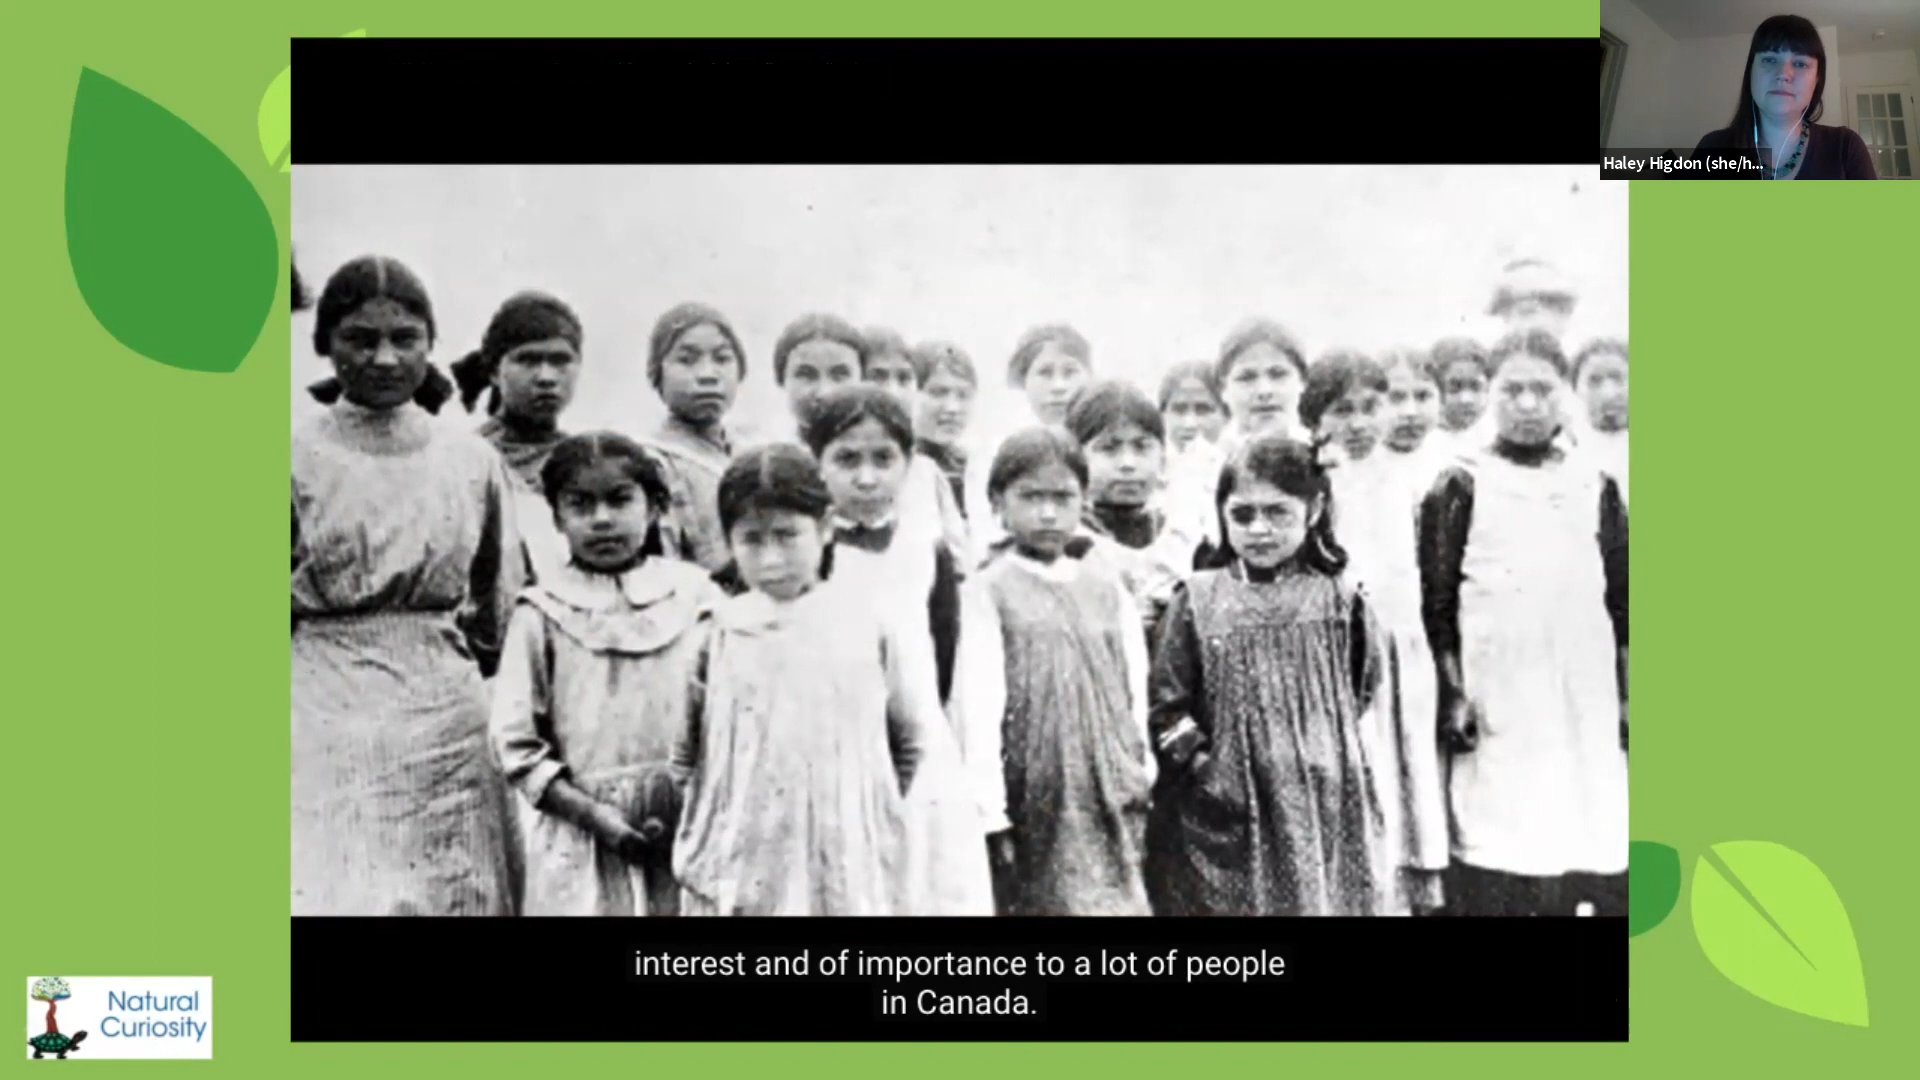 Haley Higdon (she/h...
interest and of importance to a lot of people
in Canada.
Natural
Curiosity